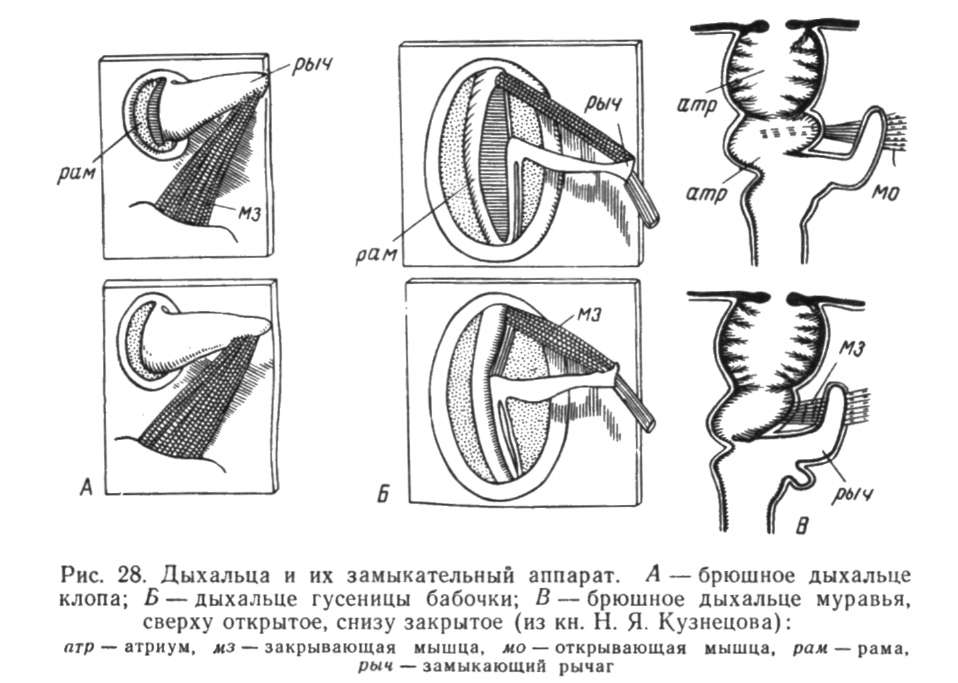 рыч
рам
мз
А
рыч
рам
мз
Б
атр
атр
мо
мз
рыч
В
Рис. 28. Дыхальца и их замыкательный аппарат. А — брюшное дыхальце
клопа; Б — дыхальце гусеницы бабочки; В — брюшное дыхальце муравья,
сверху открытое, снизу закрытое (из кн. Н. Я. Кузнецова):
атр — атриум, мз — закрывающая мышца, мо — открывающая мышца, рам — рама,
рыч — замыкающий рычаг